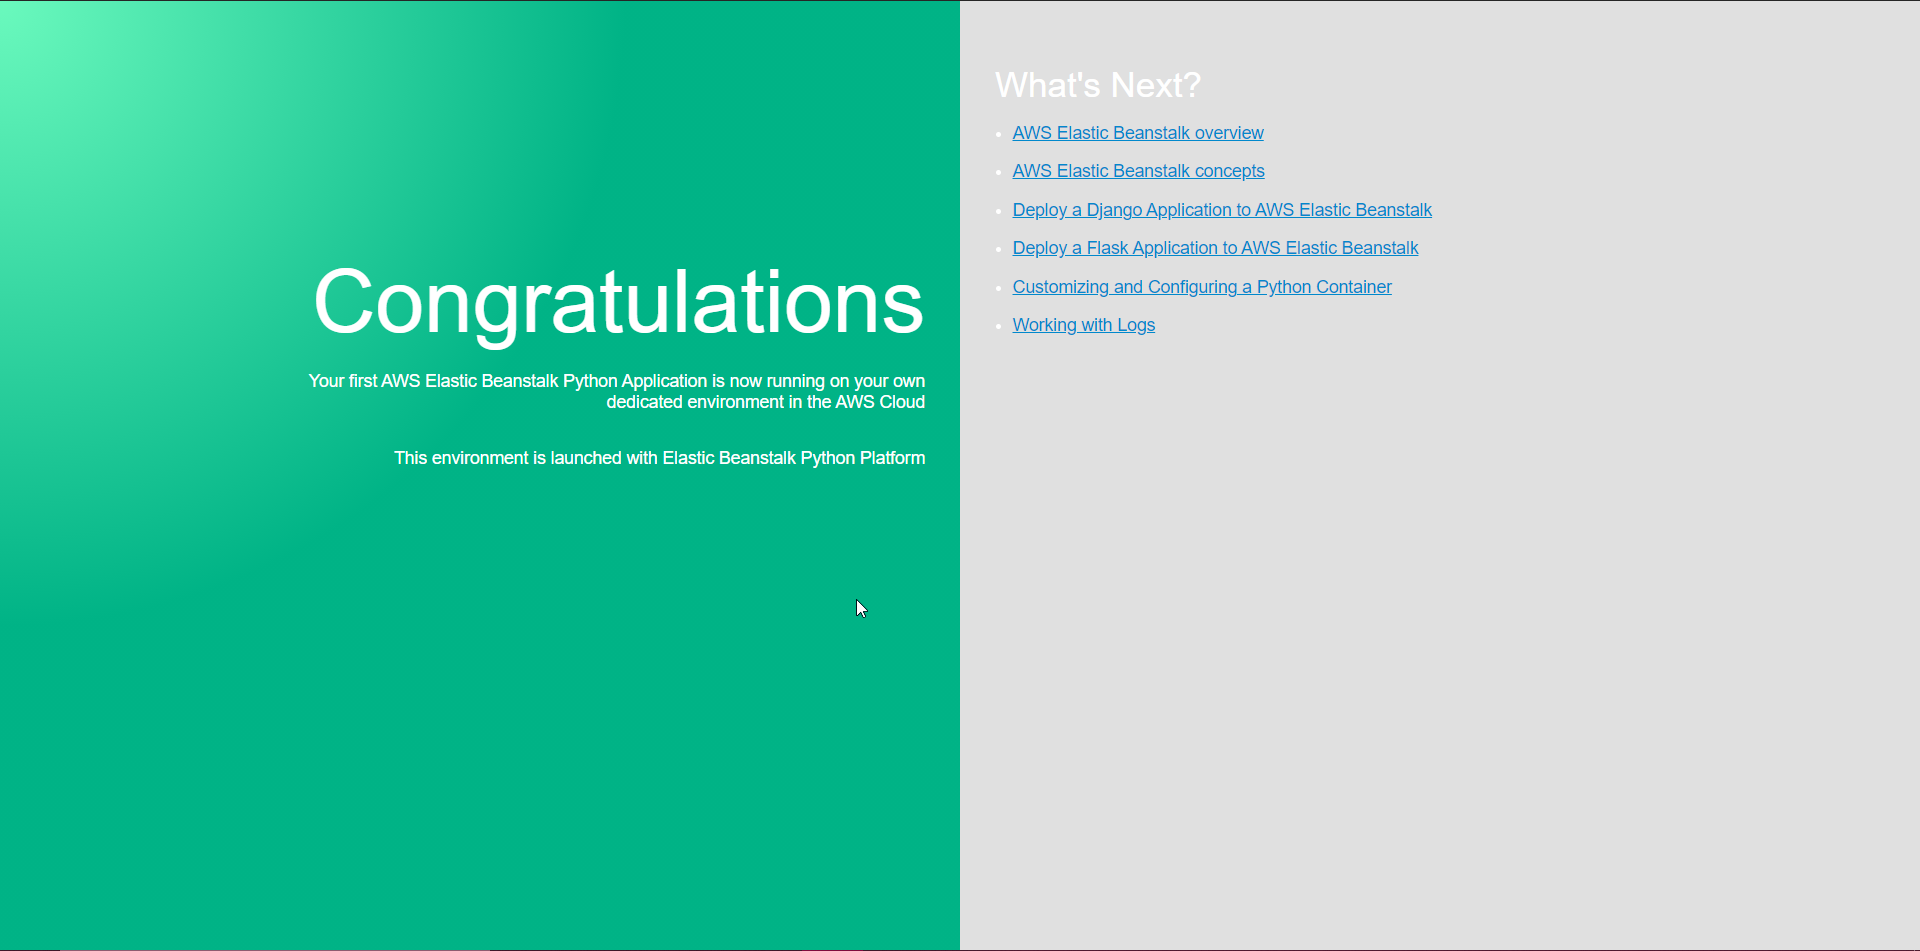 Congratulations
Your first AWS Elastic Beanstalk Python Application is now running on your own
dedicated environment in the AWS Cloud
This environment is launched with Elastic Beanstalk Python Platform
What's Next?
AWS Elastic Beanstalk overview
AWS Elastic Beanstalk concepts
Deploy a Django Application to AWS Elastic Beanstalk
Deploy a Flask Application to AWS Elastic Beanstalk
Customizing and Configuring a Python Container
Working with Logs